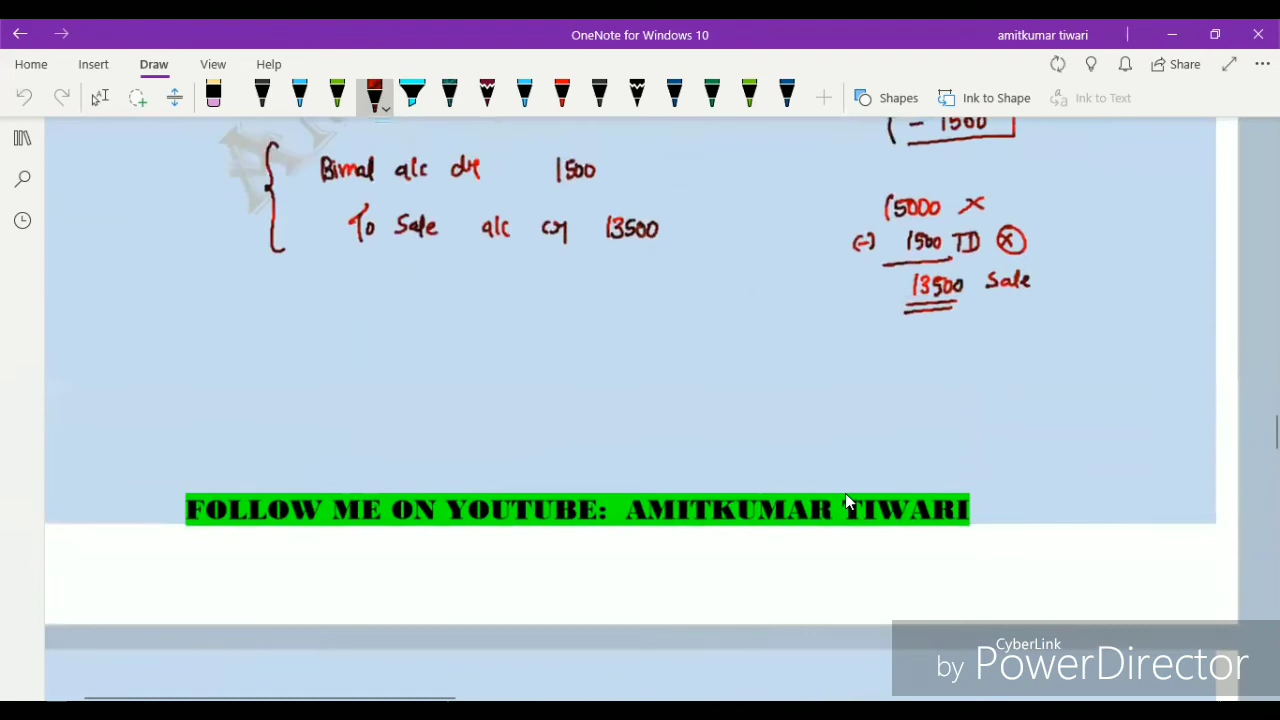 OneNote for Windows 10
amitkumar tiwari
Home Insert Draw View Help
Share
Shapes
Ink to Shape
Ink to Text
- 1500
Bimal a/c dr 1500
To Sale a/c cr 13500
15000 X
(-) 1500 TD X
13500 Sale
FOLLOW ME ON YOUTUBE: AMITKUMAR TIWARI
CyberLink
by PowerDirector